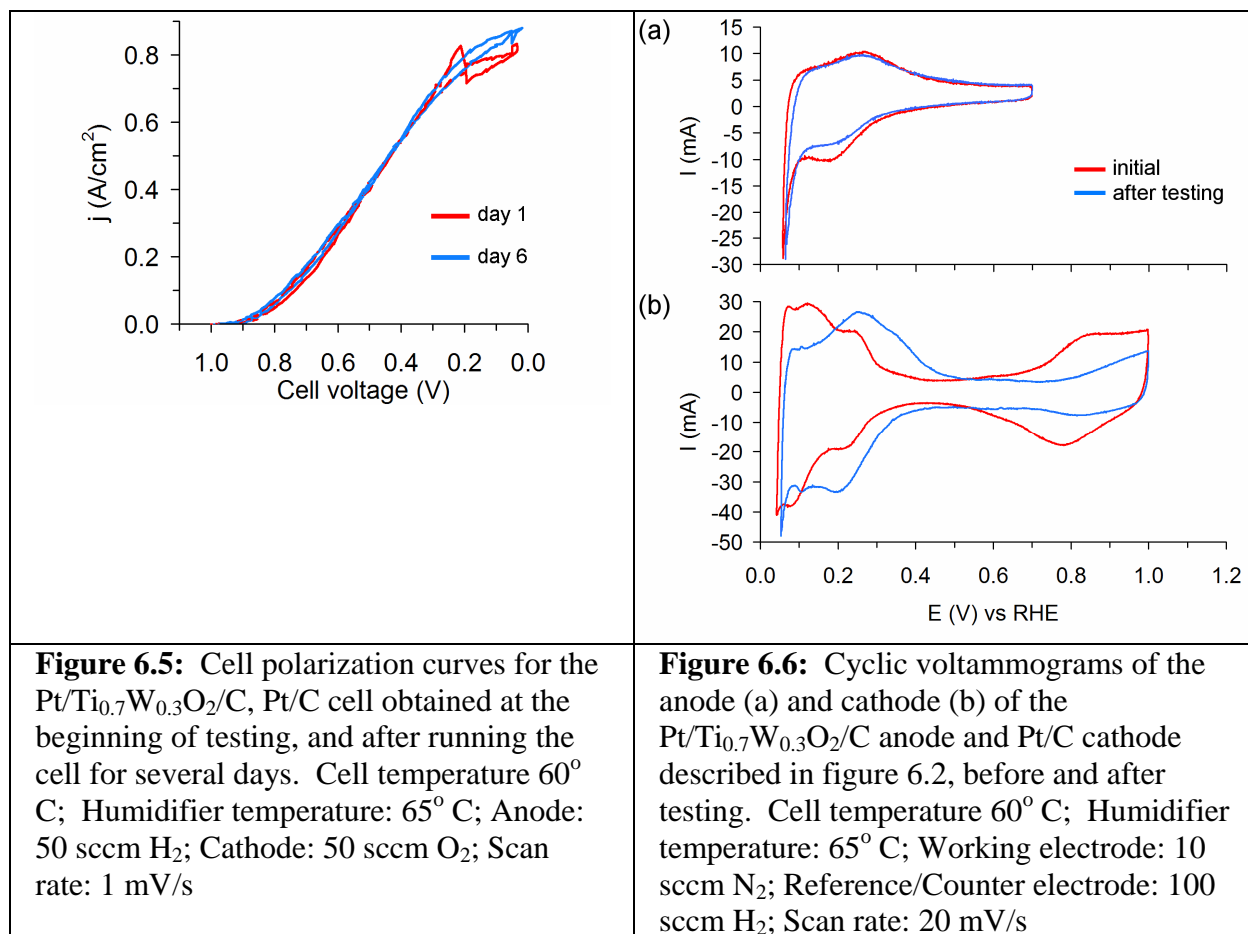 0.8
0.6
0.4
0.2
0.0
j (A/cm²)
day 1
day 6
1.0 0.8 0.6 0.4 0.2 0.0
Cell voltage (V)
(a)
15
10
5
0
-5
-10
-15
-20
-25
-30
I (mA)
initial
after testing
(b)
30
20
10
0
-10
-20
-30
-40
-50
I (mA)
0.0 0.2 0.4 0.6 0.8 1.0 1.2
E (V) vs RHE
Figure 6.5: Cell polarization curves for the
Pt/Ti₀.₇W₀.₃O₂/C, Pt/C cell obtained at the
beginning of testing, and after running the
cell for several days. Cell temperature 60°
C; Humidifier temperature: 65° C; Anode:
50 sccm H₂; Cathode: 50 sccm O₂; Scan
rate: 1 mV/s
Figure 6.6: Cyclic voltammograms of the
anode (a) and cathode (b) of the
Pt/Ti₀.₇W₀.₃O₂/C anode and Pt/C cathode
described in figure 6.2, before and after
testing. Cell temperature 60° C; Humidifier
temperature: 65° C; Working electrode: 10
sccm N₂; Reference/Counter electrode: 100
sccm H₂; Scan rate: 20 mV/s